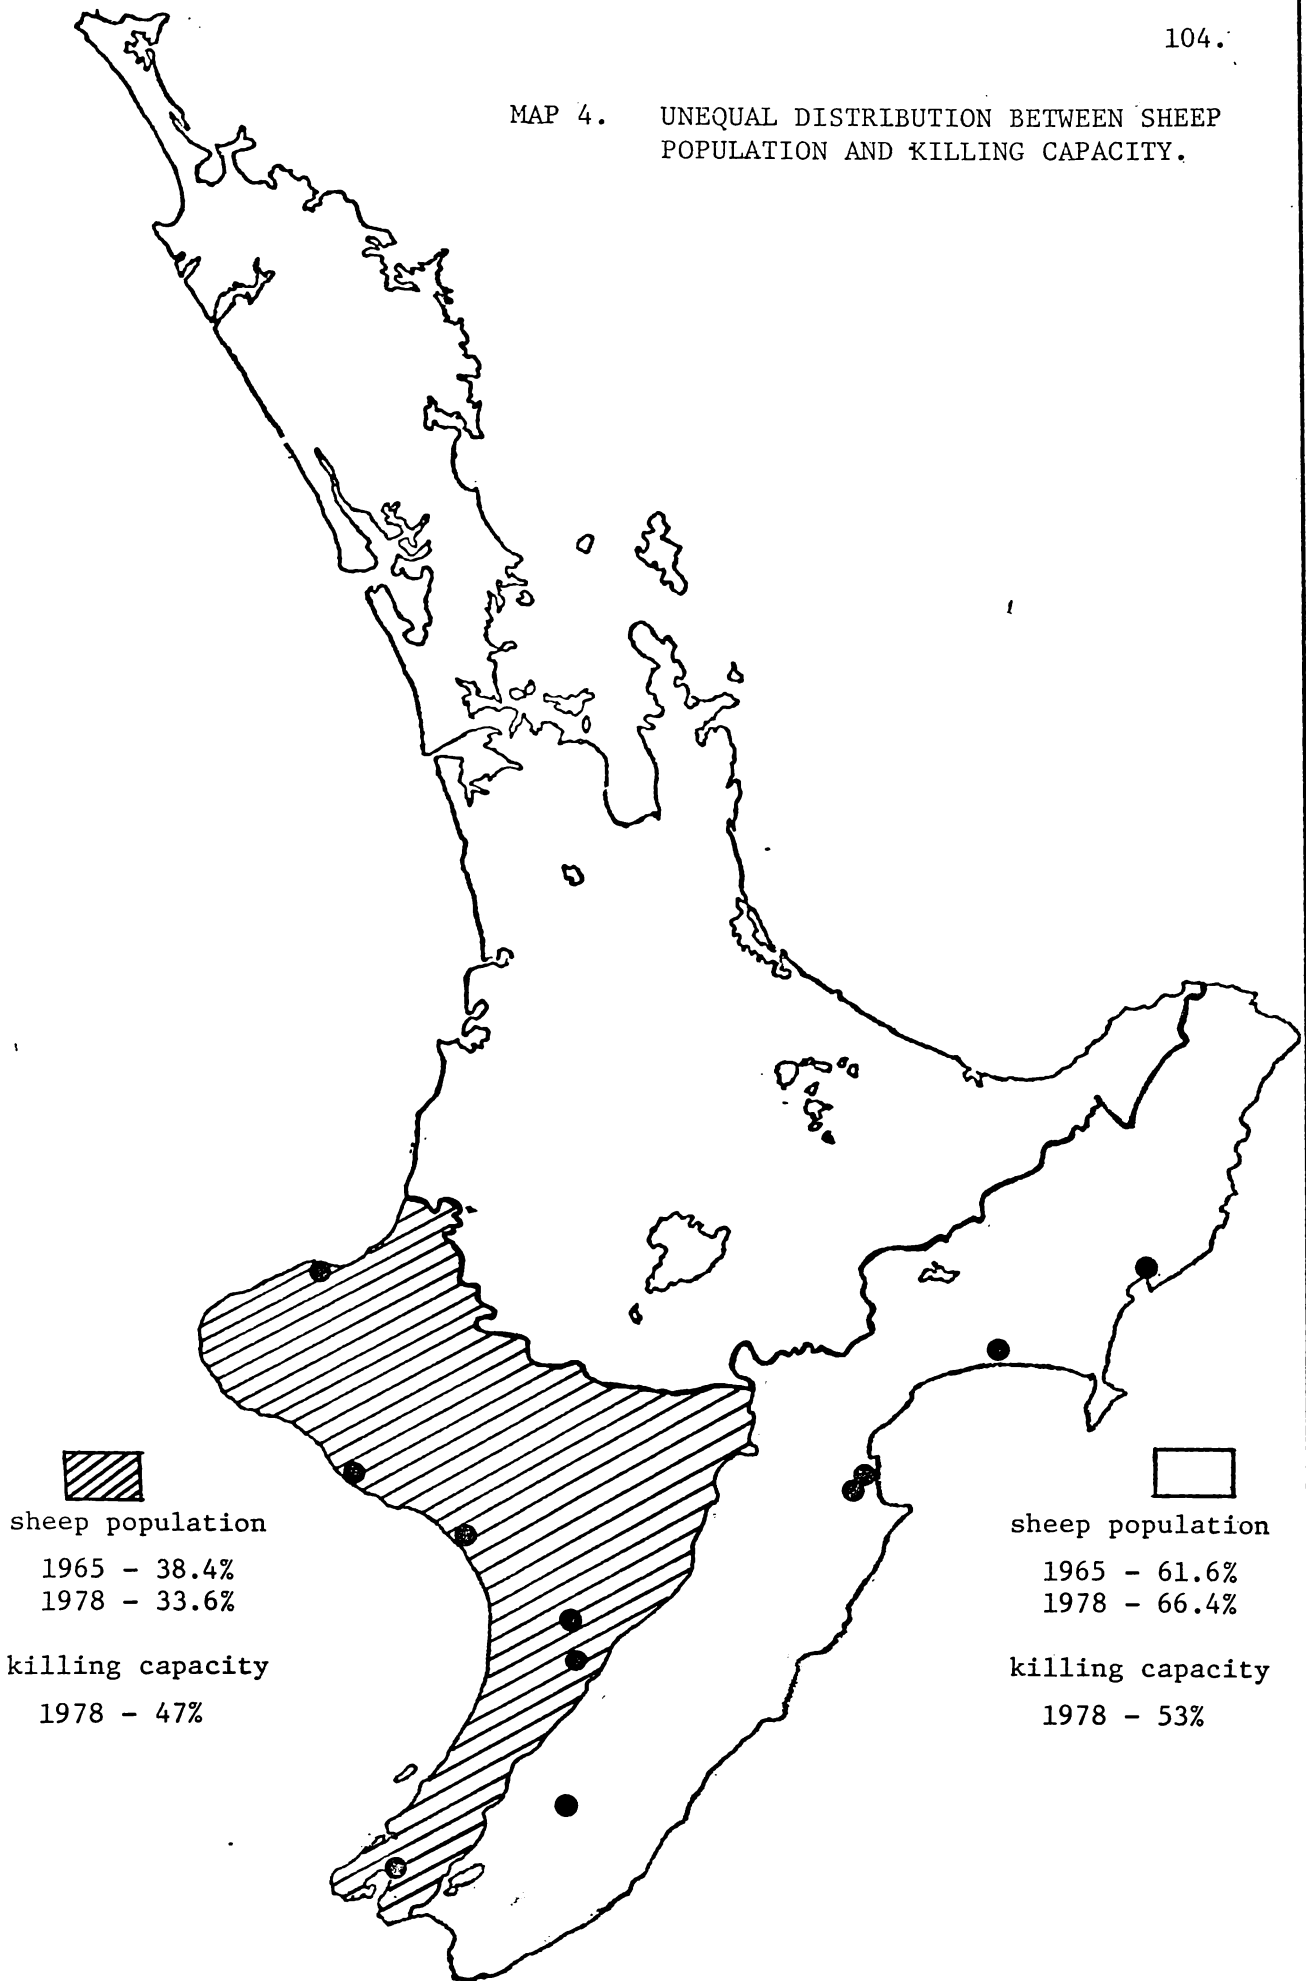 104.
MAP 4. UNEQUAL DISTRIBUTION BETWEEN SHEEP
POPULATION AND KILLING CAPACITY.
sheep population
1965 - 38.4%
1978 - 33.6%
killing capacity
1978 - 47%
sheep population
1965 - 61.6%
1978 - 66.4%
killing capacity
1978 - 53%